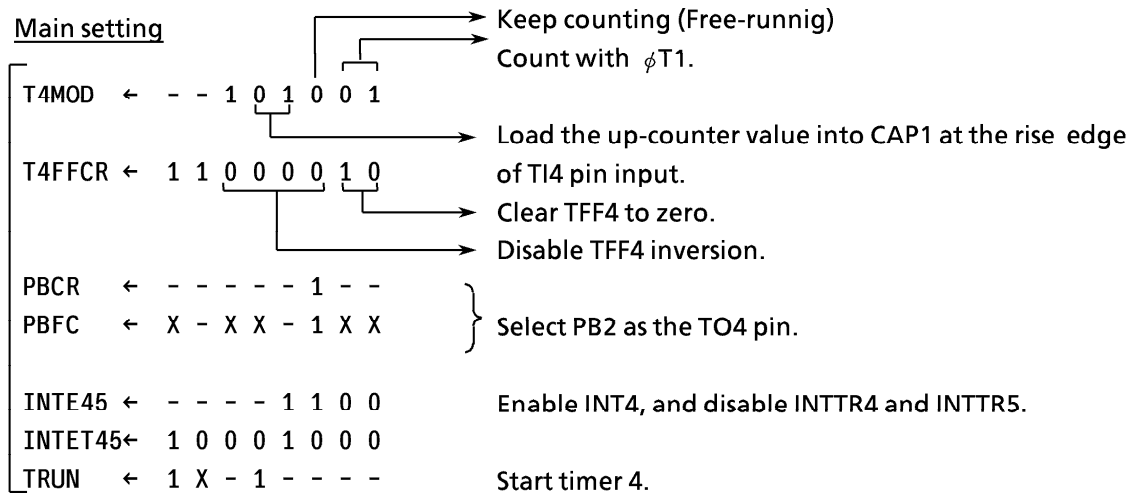 Main setting
Keep counting (Free-runnig)
Count with ϕT1.
T4MOD ← - - 1 0 1 0 0 1
Load the up-counter value into CAP1 at the rise edge
T4FFCR ← 1 1 0 0 0 0 1 0 of TI4 pin input.
Clear TFF4 to zero.
Disable TFF4 inversion.
PBCR ← - - - - - 1 - -
PBFC ← X - X X - 1 X X Select PB2 as the TO4 pin.
INTE45 ← - - - - 1 1 0 0 Enable INT4, and disable INTTR4 and INTTR5.
INTET45← 1 0 0 0 1 0 0 0
TRUN ← 1 X - 1 - - - - Start timer 4.